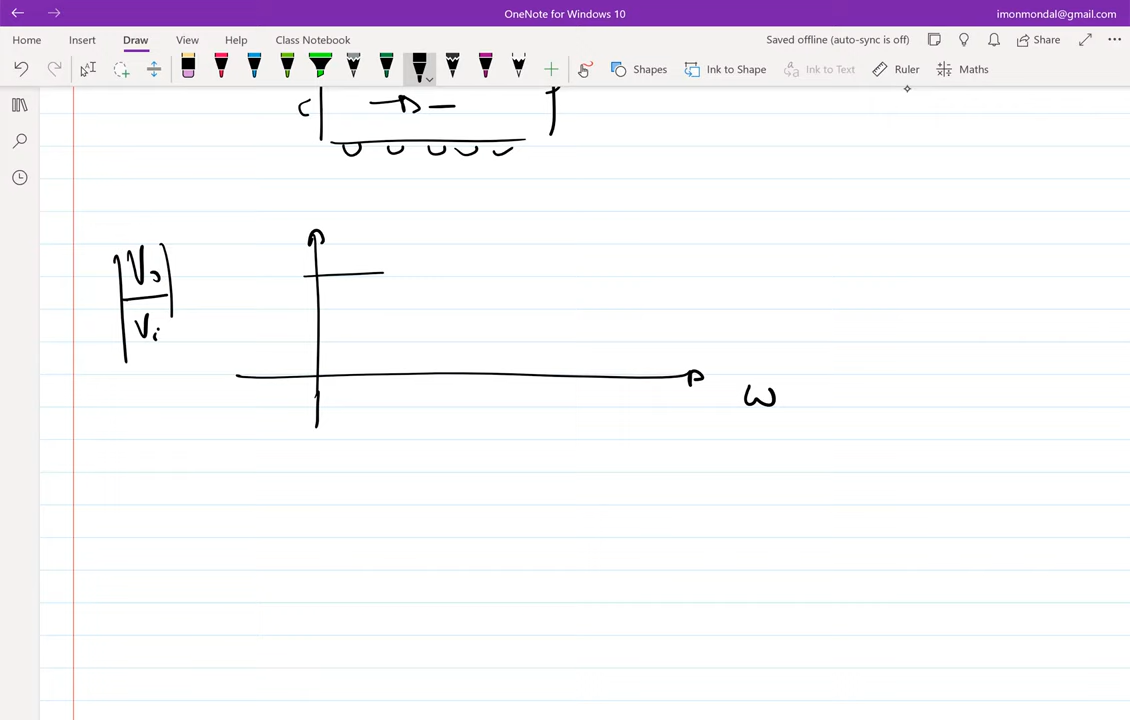 OneNote for Windows 10
imonmondal@gmail.com
Home Insert Draw View Help Class Notebook
Saved offline (auto-sync is off) Share
Shapes Ink to Shape Ink to Text Ruler Maths
C
|Vo/Vi|
ω